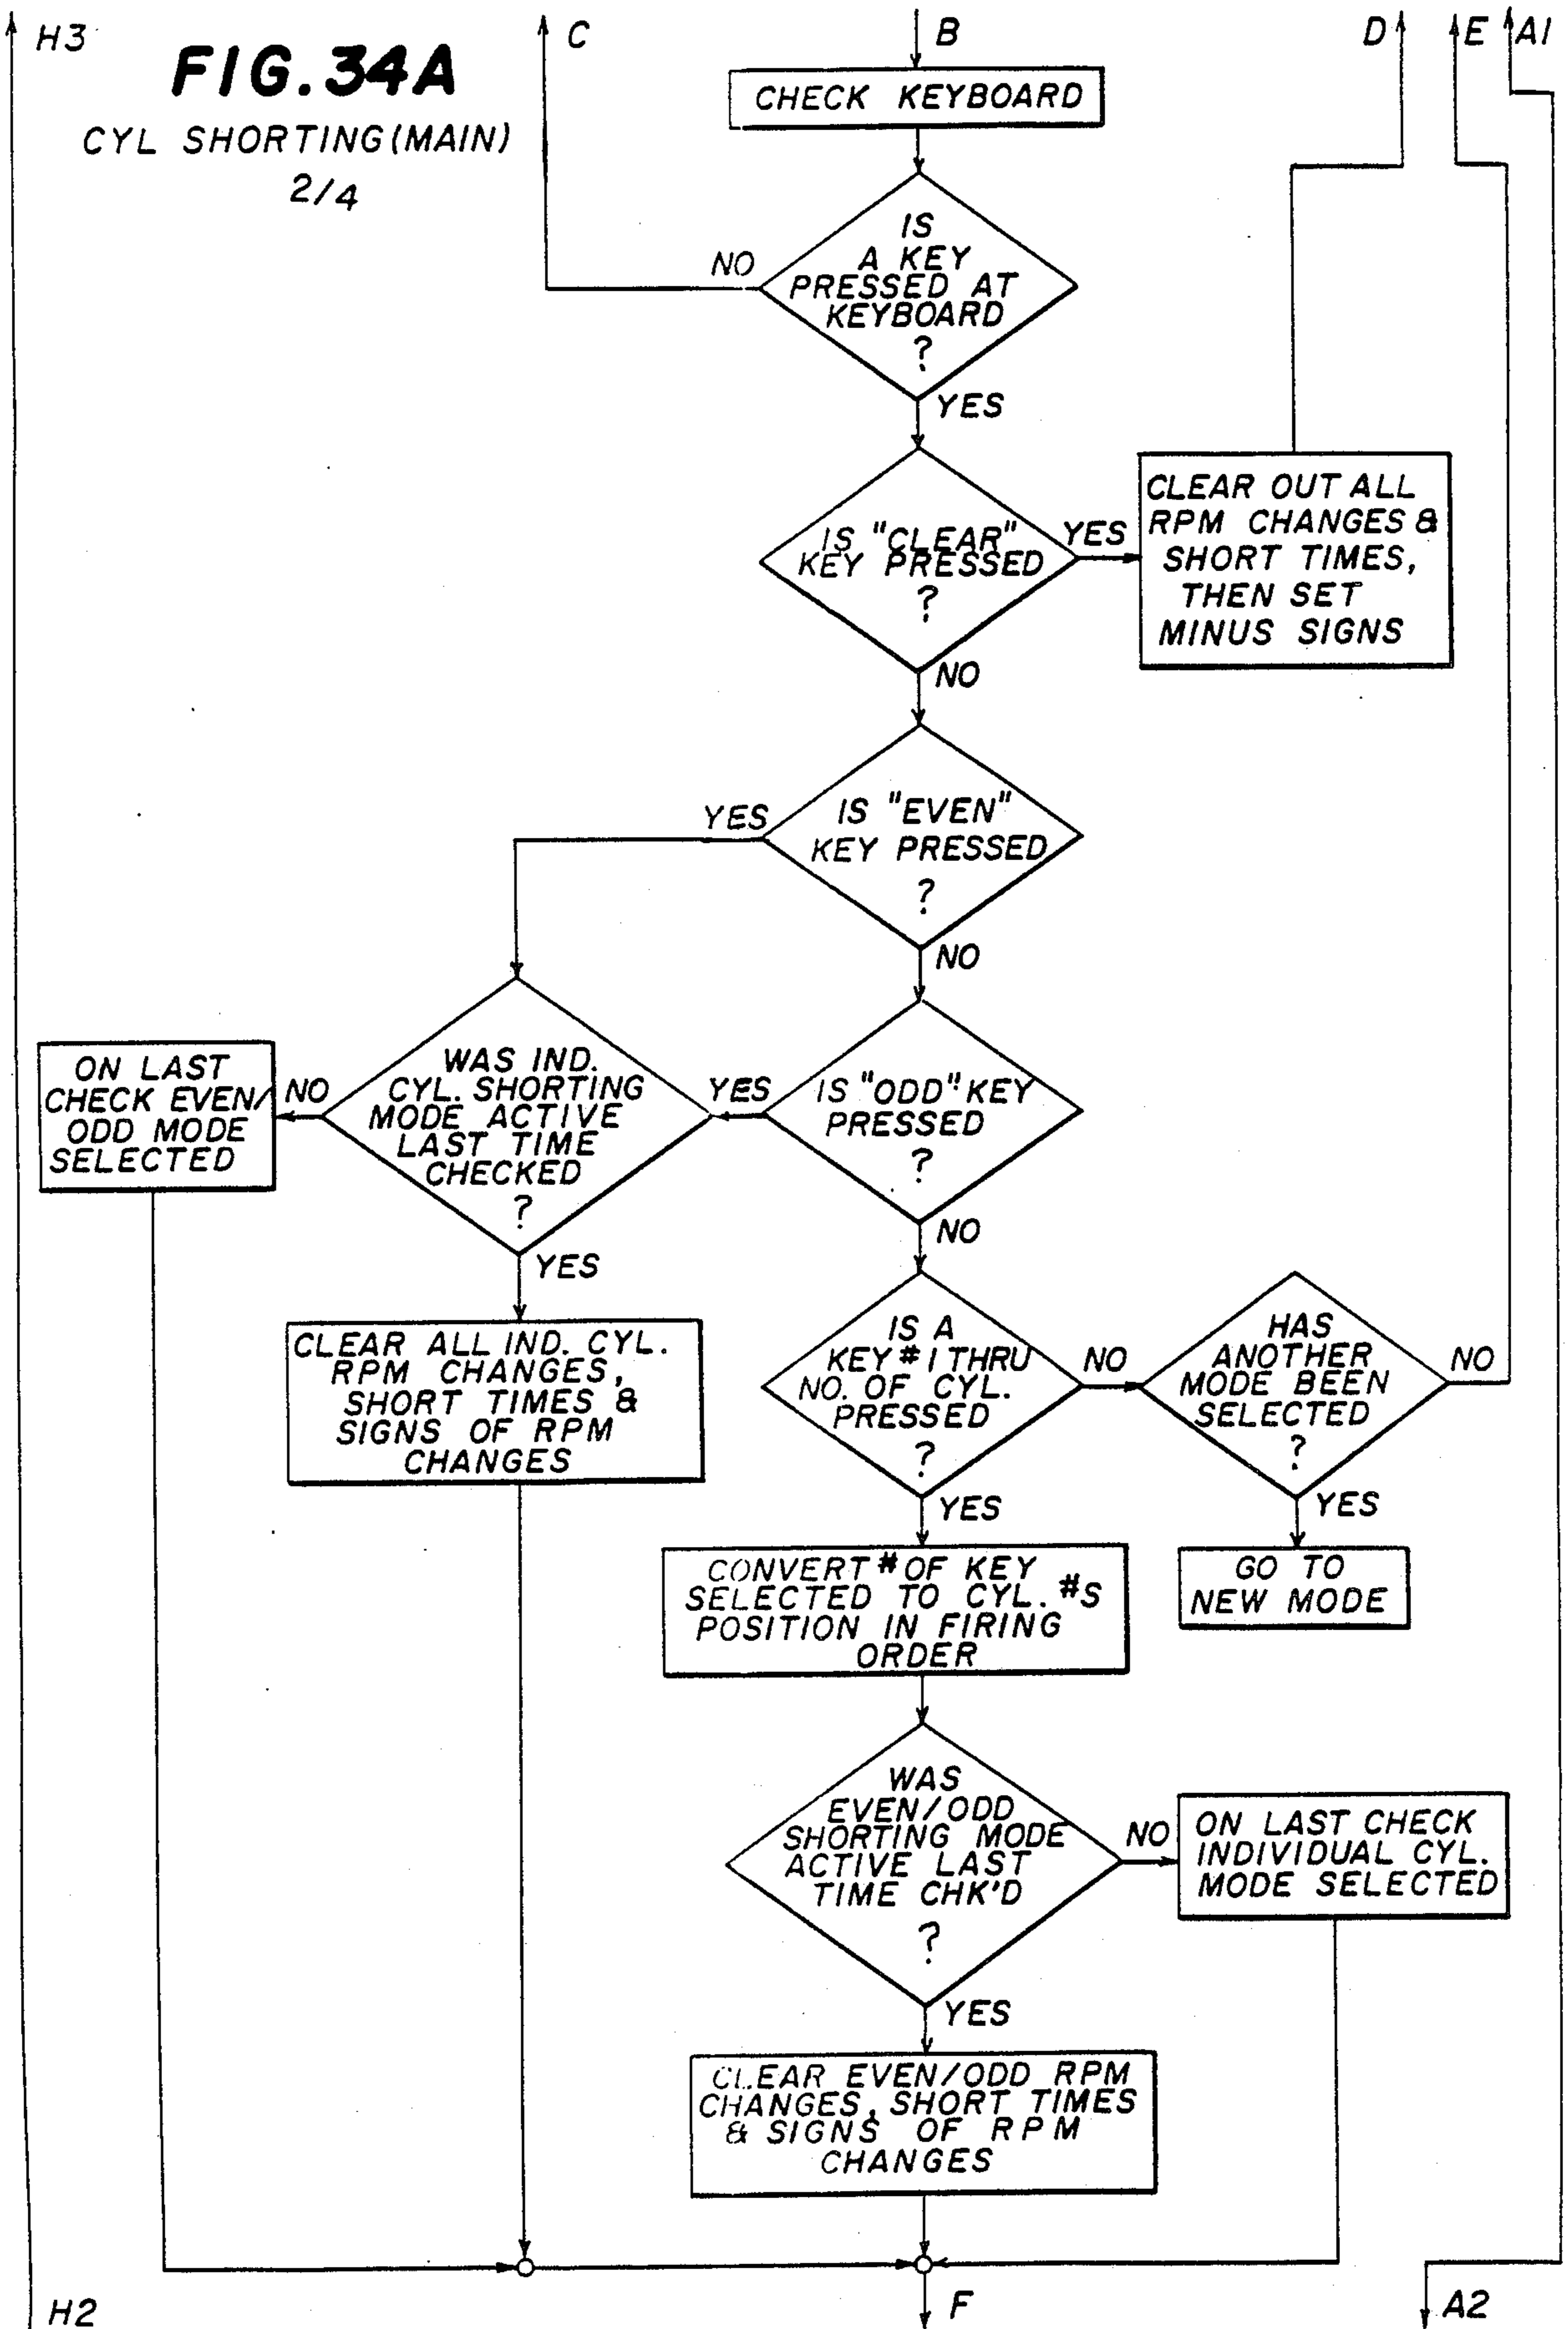 H3
FIG. 34A
CYL SHORTING (MAIN)
2/4
C
B
D
E
A1
CHECK KEYBOARD
IS
A KEY
PRESSED AT
KEYBOARD
?
NO
YES
IS "CLEAR"
KEY PRESSED
?
YES
CLEAR OUT ALL
RPM CHANGES &
SHORT TIMES,
THEN SET
MINUS SIGNS
NO
IS "EVEN"
KEY PRESSED
?
YES
NO
IS "ODD" KEY
PRESSED
?
YES
WAS IND.
CYL. SHORTING
MODE ACTIVE
LAST TIME
CHECKED
?
NO
ON LAST
CHECK EVEN/
ODD MODE
SELECTED
YES
CLEAR ALL IND. CYL.
RPM CHANGES,
SHORT TIMES &
SIGNS OF RPM
CHANGES
NO
IS A
KEY #1 THRU
NO. OF CYL.
PRESSED
?
NO
HAS
ANOTHER
MODE BEEN
SELECTED
?
NO
YES
GO TO
NEW MODE
YES
CONVERT # OF KEY
SELECTED TO CYL. #S
POSITION IN FIRING
ORDER
WAS
EVEN/ODD
SHORTING MODE
ACTIVE LAST
TIME CHK'D
?
NO
ON LAST CHECK
INDIVIDUAL CYL.
MODE SELECTED
YES
CLEAR EVEN/ODD RPM
CHANGES, SHORT TIMES
& SIGNS OF RPM
CHANGES
H2
F
A2